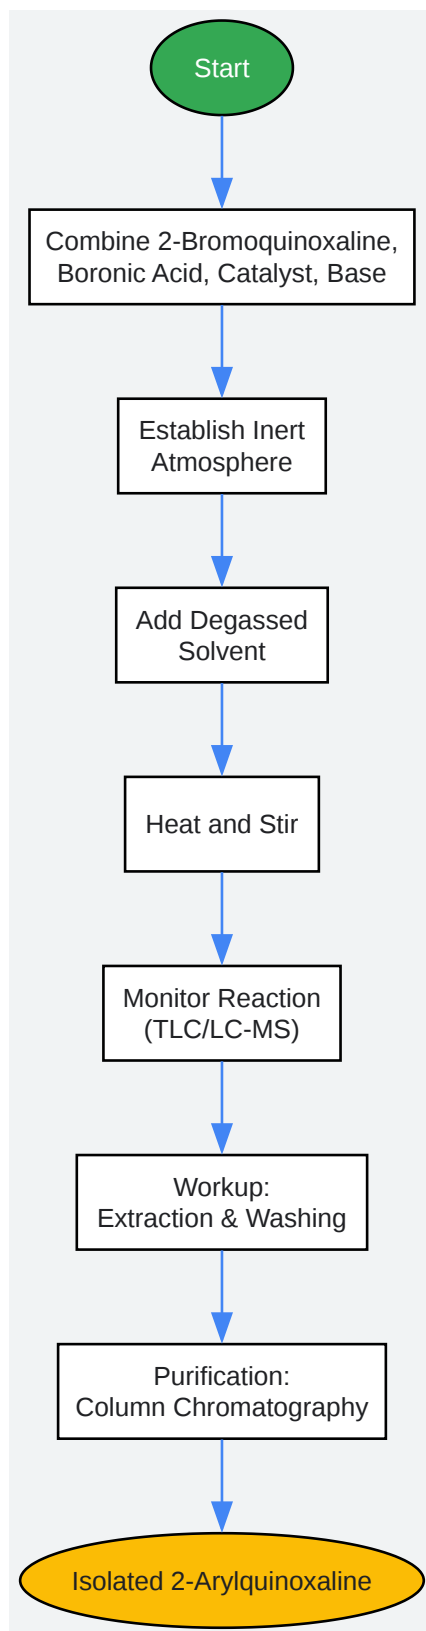 Start
Combine 2-Bromoquinoxaline,
Boronic Acid, Catalyst, Base
Establish Inert
Atmosphere
Add Degassed
Solvent
Heat and Stir
Monitor Reaction
(TLC/LC-MS)
Workup:
Extraction & Washing
Purification:
Column Chromatography
Isolated 2-Arylquinoxaline